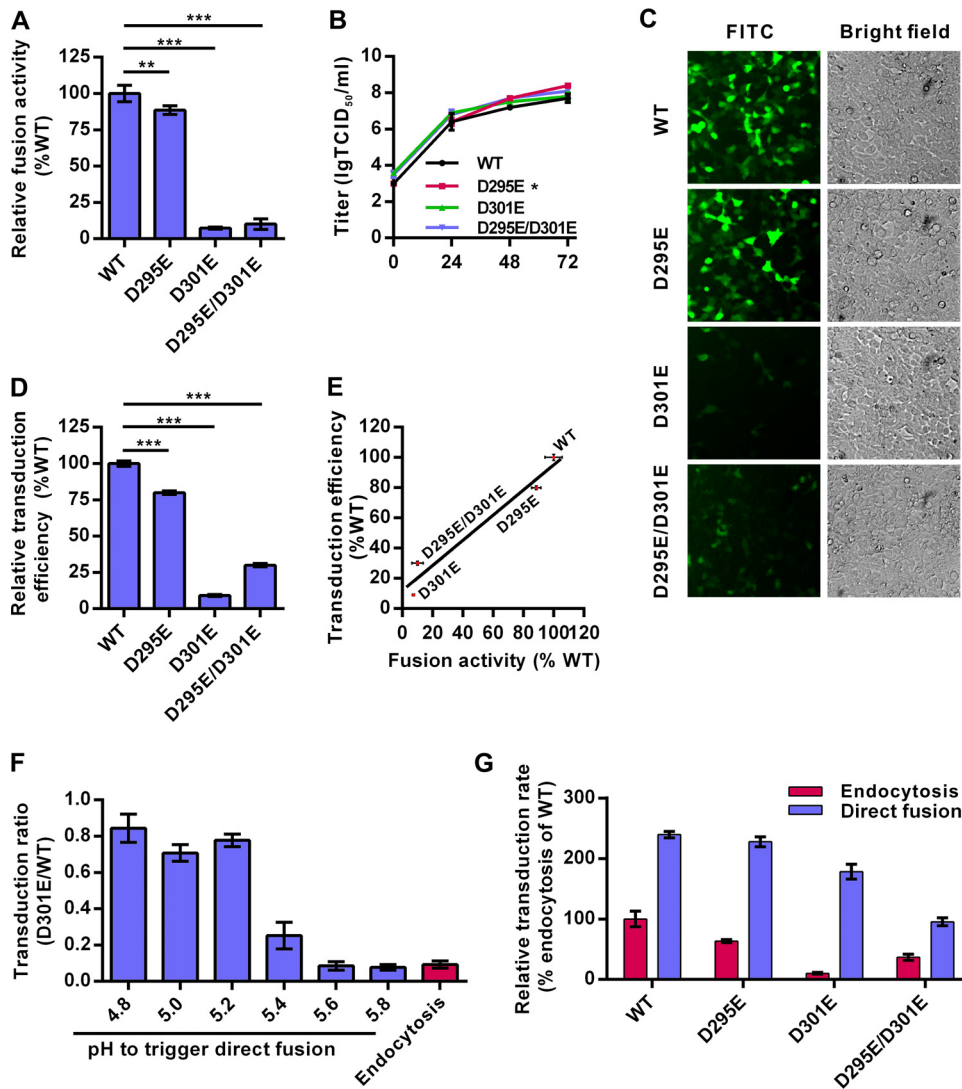 A
Relative fusion activity
(%WT)
125
100
75
50
25
0
***
***
**
WT
D295E
D301E
D295E/D301E
B
Titer (lgTCID50/ml)
10
8
6
4
2
0
WT
D295E *
D301E
D295E/D301E
0
24
48
72
C
FITC
Bright field
WT
D295E
D301E
D295E/D301E
D
Relative transduction
efficiency (%WT)
125
100
75
50
25
0
***
***
***
WT
D295E
D301E
D295E/D301E
E
Transduction efficiency
(%WT)
120
100
80
60
40
20
0
WT
D295E
D295E/D301E
D301E
0 20 40 60 80 100 120
Fusion activity (% WT)
F
Transduction ratio
(D301E/WT)
1.0
0.8
0.6
0.4
0.2
0.0
4.8
5.0
5.2
5.4
5.6
5.8
Endocytosis
pH to trigger direct fusion
G
Relative transduction rate
(% endocytosis of WT)
300
200
100
0
Endocytosis
Direct fusion
WT
D295E
D301E
D295E/D301E